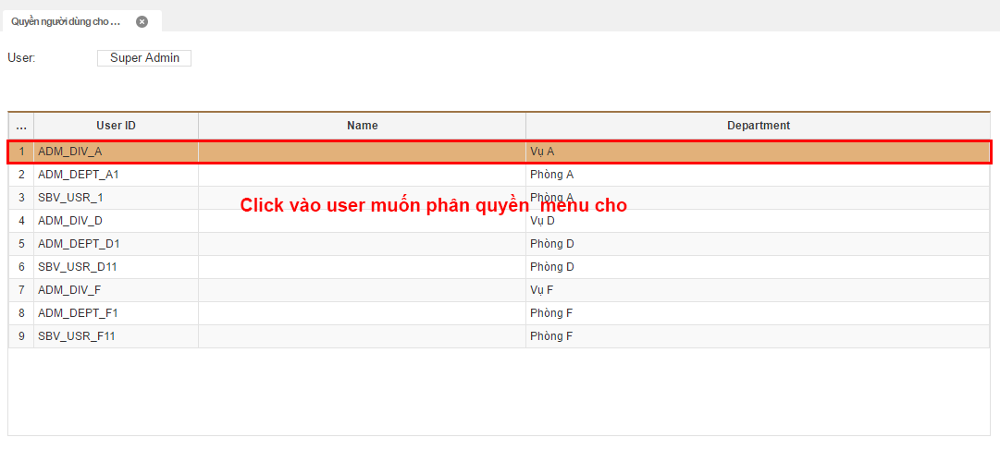 Quyền người dùng cho ...
User: Super Admin
... User ID Name Department
1 ADM_DIV_A Vụ A
2 ADM_DEPT_A1 Phòng A
3 SBV_USR_1 Phòng A
Click vào user muốn phân quyền menu cho
4 ADM_DIV_D Vụ D
5 ADM_DEPT_D1 Phòng D
6 SBV_USR_D11 Phòng D
7 ADM_DIV_F Vụ F
8 ADM_DEPT_F1 Phòng F
9 SBV_USR_F11 Phòng F